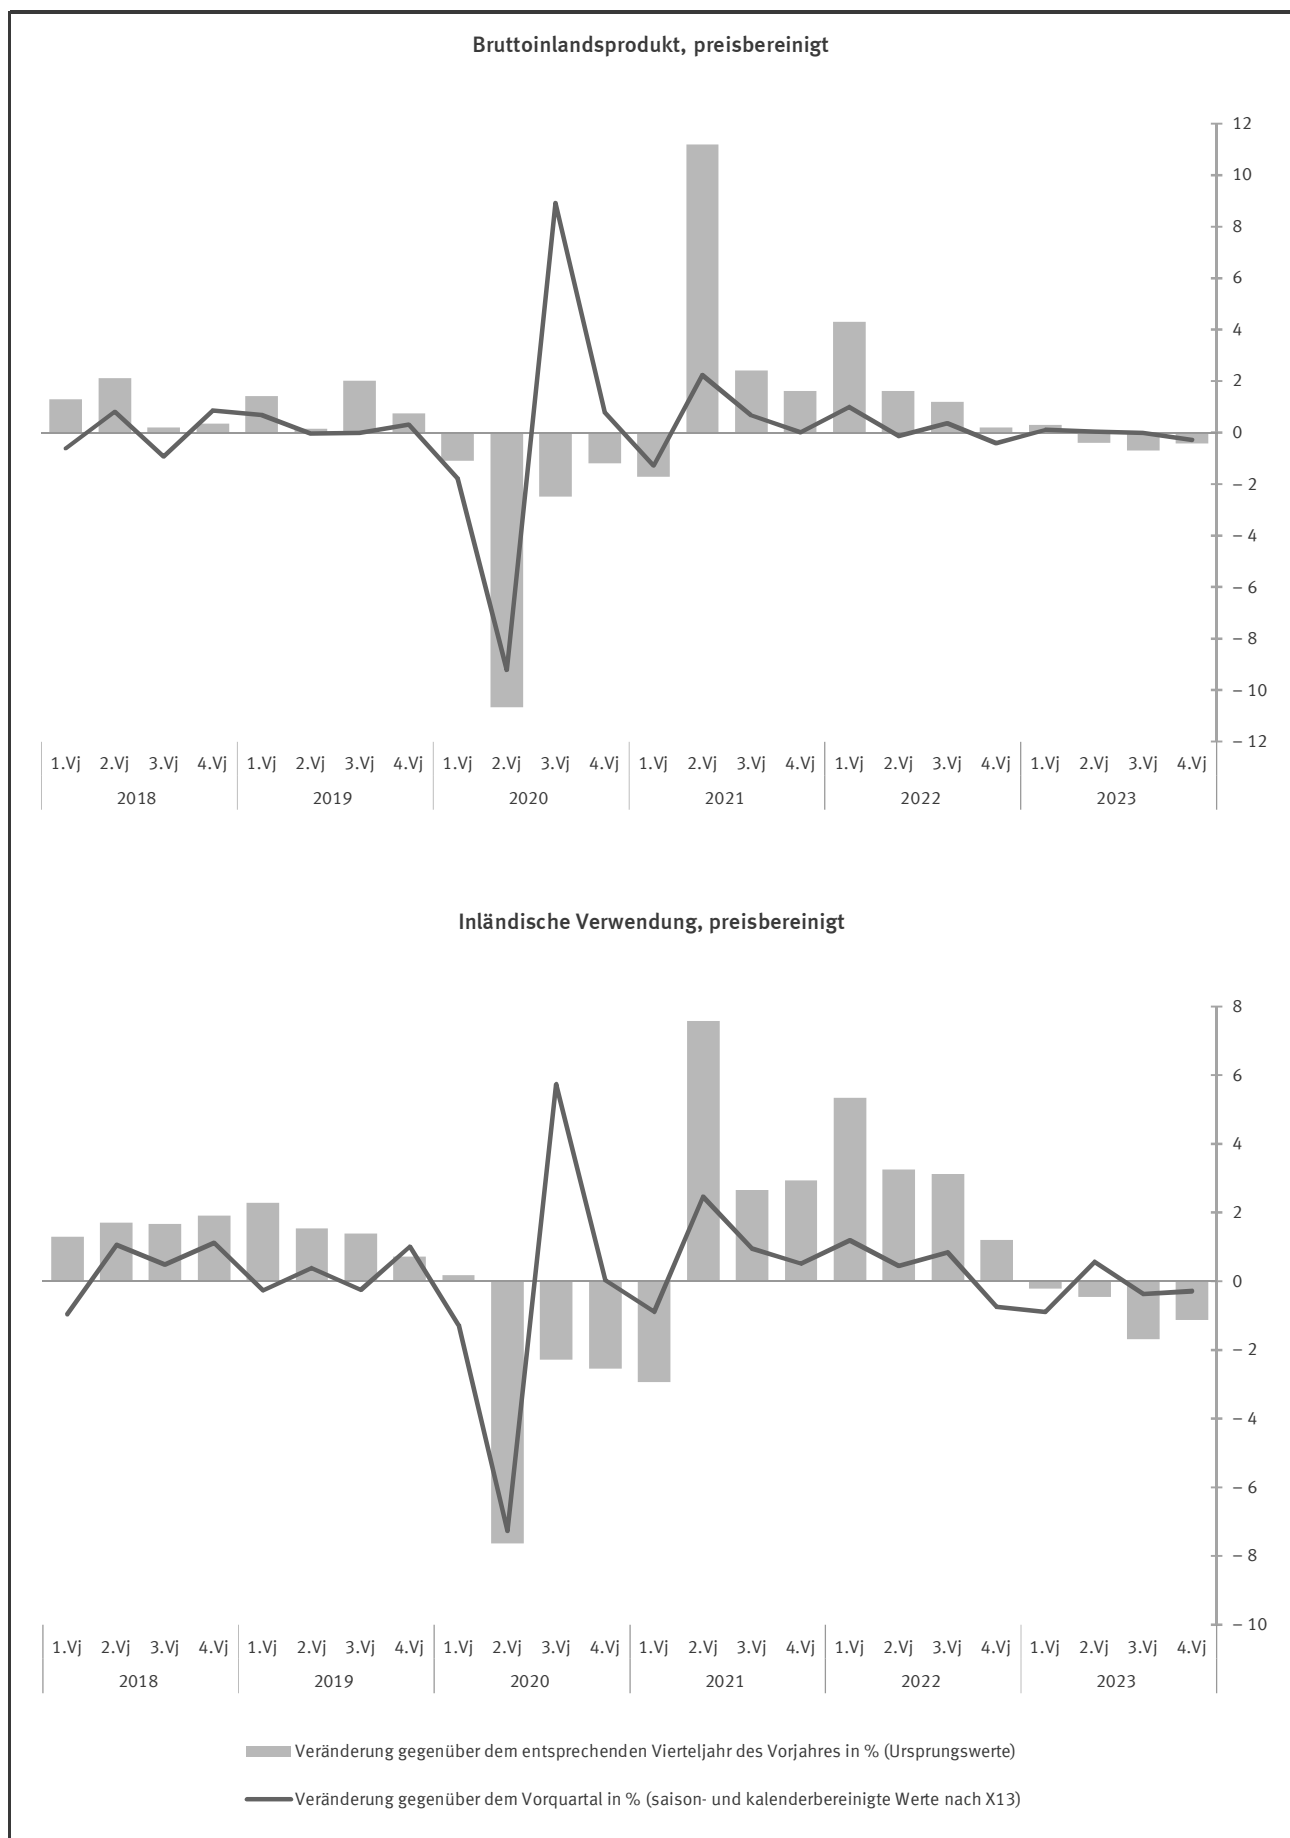 Bruttoinlandsprodukt, preisbereinigt
12
10
8
6
4
2
0
– 2
– 4
– 6
– 8
– 10
– 12
1.Vj 2.Vj 3.Vj 4.Vj 1.Vj 2.Vj 3.Vj 4.Vj 1.Vj 2.Vj 3.Vj 4.Vj 1.Vj 2.Vj 3.Vj 4.Vj 1.Vj 2.Vj 3.Vj 4.Vj 1.Vj 2.Vj 3.Vj 4.Vj
2018 2019 2020 2021 2022 2023
Inländische Verwendung, preisbereinigt
8
6
4
2
0
– 2
– 4
– 6
– 8
– 10
1.Vj 2.Vj 3.Vj 4.Vj 1.Vj 2.Vj 3.Vj 4.Vj 1.Vj 2.Vj 3.Vj 4.Vj 1.Vj 2.Vj 3.Vj 4.Vj 1.Vj 2.Vj 3.Vj 4.Vj 1.Vj 2.Vj 3.Vj 4.Vj
2018 2019 2020 2021 2022 2023
Veränderung gegenüber dem entsprechenden Vierteljahr des Vorjahres in % (Ursprungswerte)
Veränderung gegenüber dem Vorquartal in % (saison- und kalenderbereinigte Werte nach X13)